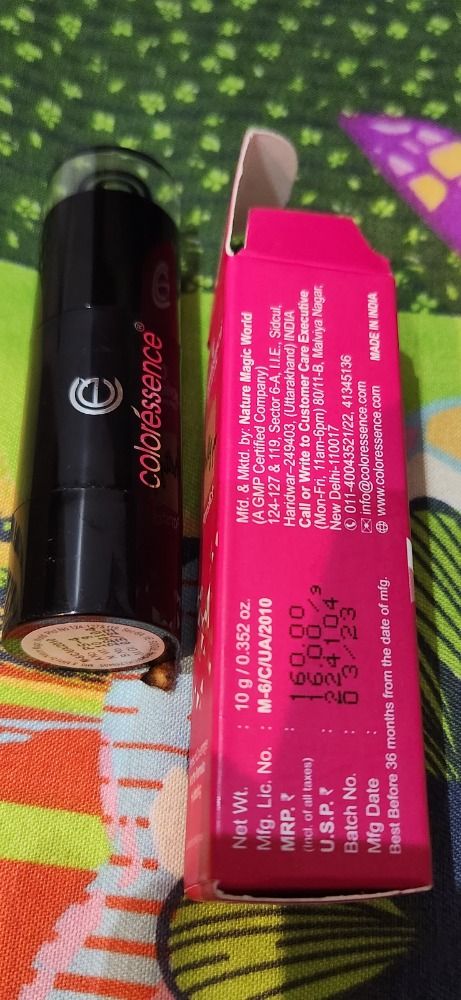 coloréssence®
Mfd. & Mktd. by: Nature Magic World
(A GMP Certified Company)
124-127 & 119, Sector 6-A, I.I.E., Sidcul,
Haridwar–249403, (Uttarakhand) INDIA
Call or Write to Customer Care Executive
(Mon-Fri, 11am-6pm) 80/11-B, Malviya Nagar,
New Delhi-110017
011-40043521/22, 41345136
info@coloressence.com
www.coloressence.com
MADE IN INDIA
Net Wt. : 10 g / 0.352 oz.
Mfg. Lic. No. : M-6/C/UA/2010
MRP. ₹ : 160.00
(Incl. of all taxes)
U.S.P. ₹ : 16.00/9
Batch No. : 224104
Mfg Date : 03/23
Best Before 36 months from the date of mfg.